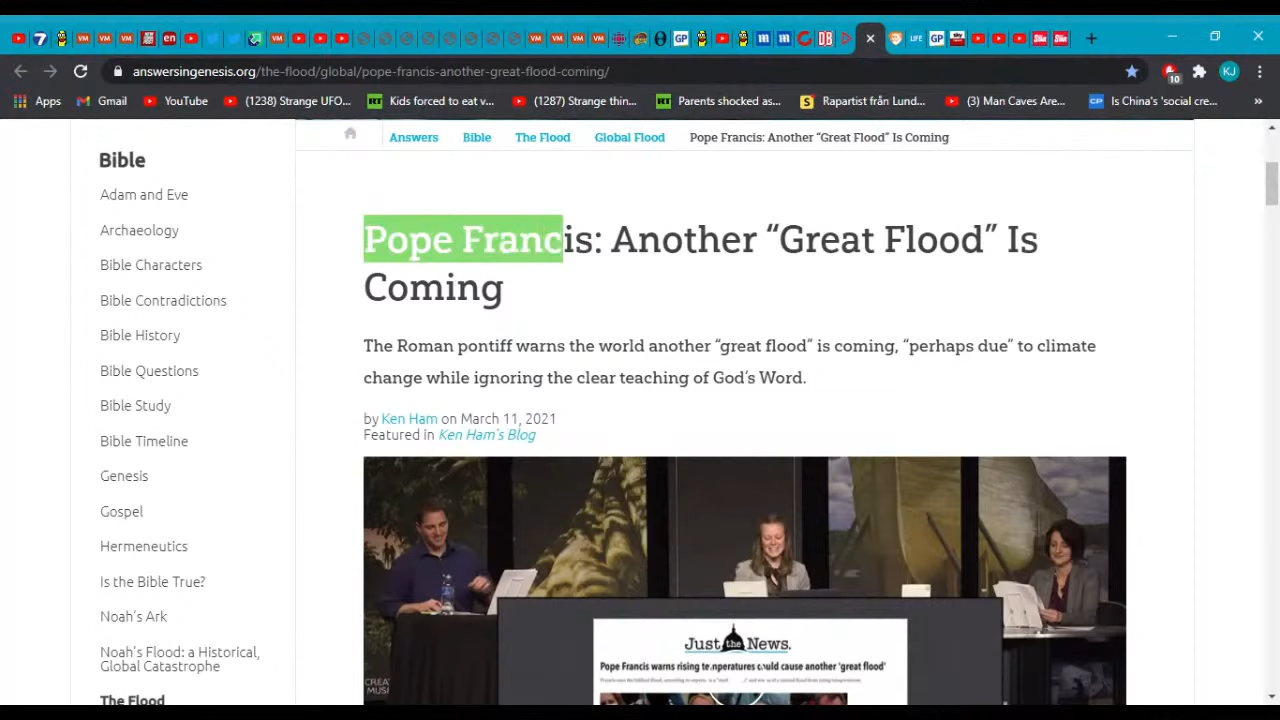 answersingenesis.org/the-flood/global/pope-francis-another-great-flood-coming/
Apps
Gmail
YouTube
(1238) Strange UFO...
Kids forced to eat v...
(1287) Strange thin...
Parents shocked as...
Rapartist från Lund...
(3) Man Caves Are...
Is China's 'social cre...
Answers
Bible
The Flood
Global Flood
Pope Francis: Another “Great Flood” Is Coming
Bible
Adam and Eve
Archaeology
Bible Characters
Bible Contradictions
Bible History
Bible Questions
Bible Study
Bible Timeline
Genesis
Gospel
Hermeneutics
Is the Bible True?
Noah’s Ark
Noah’s Flood: a Historical,
Global Catastrophe
The Flood
Pope Francis: Another “Great Flood” Is
Coming
The Roman pontiff warns the world another “great flood” is coming, “perhaps due” to climate
change while ignoring the clear teaching of God’s Word.
by Ken Ham on March 11, 2021
Featured in Ken Ham’s Blog
Just the News.
Pope Francis warns rising temperatures could cause another 'great flood'